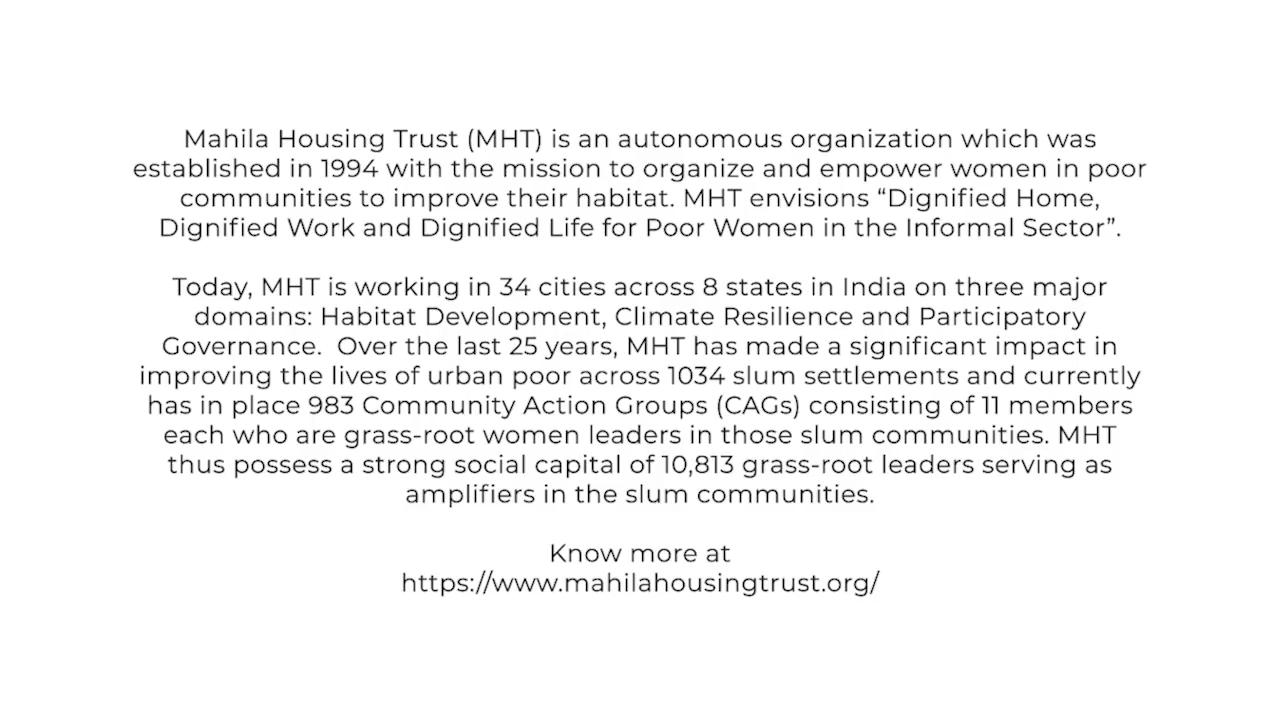 Mahila Housing Trust (MHT) is an autonomous organization which was
established in 1994 with the mission to organize and empower women in poor
communities to improve their habitat. MHT envisions “Dignified Home,
Dignified Work and Dignified Life for Poor Women in the Informal Sector”.
Today, MHT is working in 34 cities across 8 states in India on three major
domains: Habitat Development, Climate Resilience and Participatory
Governance.  Over the last 25 years, MHT has made a significant impact in
improving the lives of urban poor across 1034 slum settlements and currently
has in place 983 Community Action Groups (CAGs) consisting of 11 members
each who are grass-root women leaders in those slum communities. MHT
thus possess a strong social capital of 10,813 grass-root leaders serving as
amplifiers in the slum communities.
Know more at
https://www.mahilahousingtrust.org/